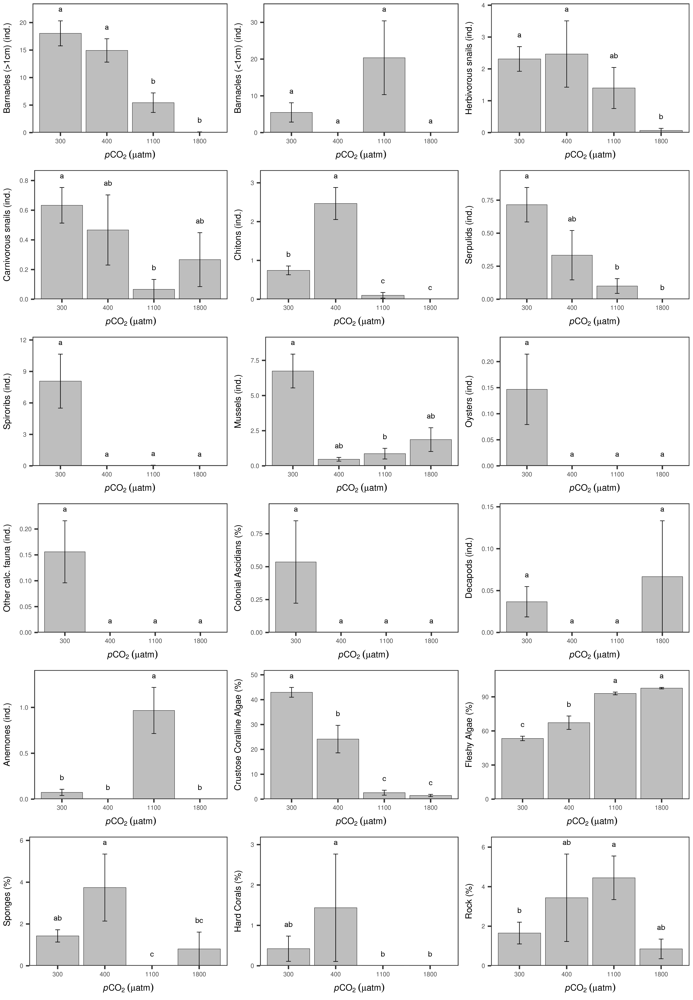 Barnacles (>1cm) (ind.)
20
15
10
5
0
a
a
b
b
300 400 1100 1800
pCO₂ (μatm)
Barnacles (<1cm) (ind.)
30
20
10
0
a
a
a
a
300 400 1100 1800
pCO₂ (μatm)
Herbivorous snails (ind.)
4
3
2
1
0
a
a
ab
b
300 400 1100 1800
pCO₂ (μatm)
Carnivorous snails (ind.)
0.8
0.6
0.4
0.2
0.0
a
ab
b
ab
300 400 1100 1800
pCO₂ (μatm)
Chitons (ind.)
3
2
1
0
b
a
c
c
300 400 1100 1800
pCO₂ (μatm)
Serpulids (ind.)
0.75
0.50
0.25
0.00
a
ab
b
b
300 400 1100 1800
pCO₂ (μatm)
Spiroribs (ind.)
12
9
6
3
0
a
a
a
a
300 400 1100 1800
pCO₂ (μatm)
Mussels (ind.)
7.5
5.0
2.5
0.0
a
ab
b
ab
300 400 1100 1800
pCO₂ (μatm)
Oysters (ind.)
0.20
0.15
0.10
0.05
0.00
a
a
a
a
300 400 1100 1800
pCO₂ (μatm)
Other calc. fauna (ind.)
0.20
0.15
0.10
0.05
0.00
a
a
a
a
300 400 1100 1800
pCO₂ (μatm)
Colonial Ascidians (%)
0.75
0.50
0.25
0.00
a
a
a
a
300 400 1100 1800
pCO₂ (μatm)
Decapods (ind.)
0.15
0.10
0.05
0.00
a
a
a
a
300 400 1100 1800
pCO₂ (μatm)
Anemones (ind.)
1.0
0.5
0.0
b
b
a
b
300 400 1100 1800
pCO₂ (μatm)
Crustose Coralline Algae (%)
50
40
30
20
10
0
a
b
c
c
300 400 1100 1800
pCO₂ (μatm)
Fleshy Algae (%)
90
60
30
0
c
b
a
a
300 400 1100 1800
pCO₂ (μatm)
Sponges (%)
6
4
2
0
ab
a
c
bc
300 400 1100 1800
pCO₂ (μatm)
Hard Corals (%)
3
2
1
0
ab
a
b
b
300 400 1100 1800
pCO₂ (μatm)
Rock (%)
6
4
2
0
b
ab
a
ab
300 400 1100 1800
pCO₂ (μatm)